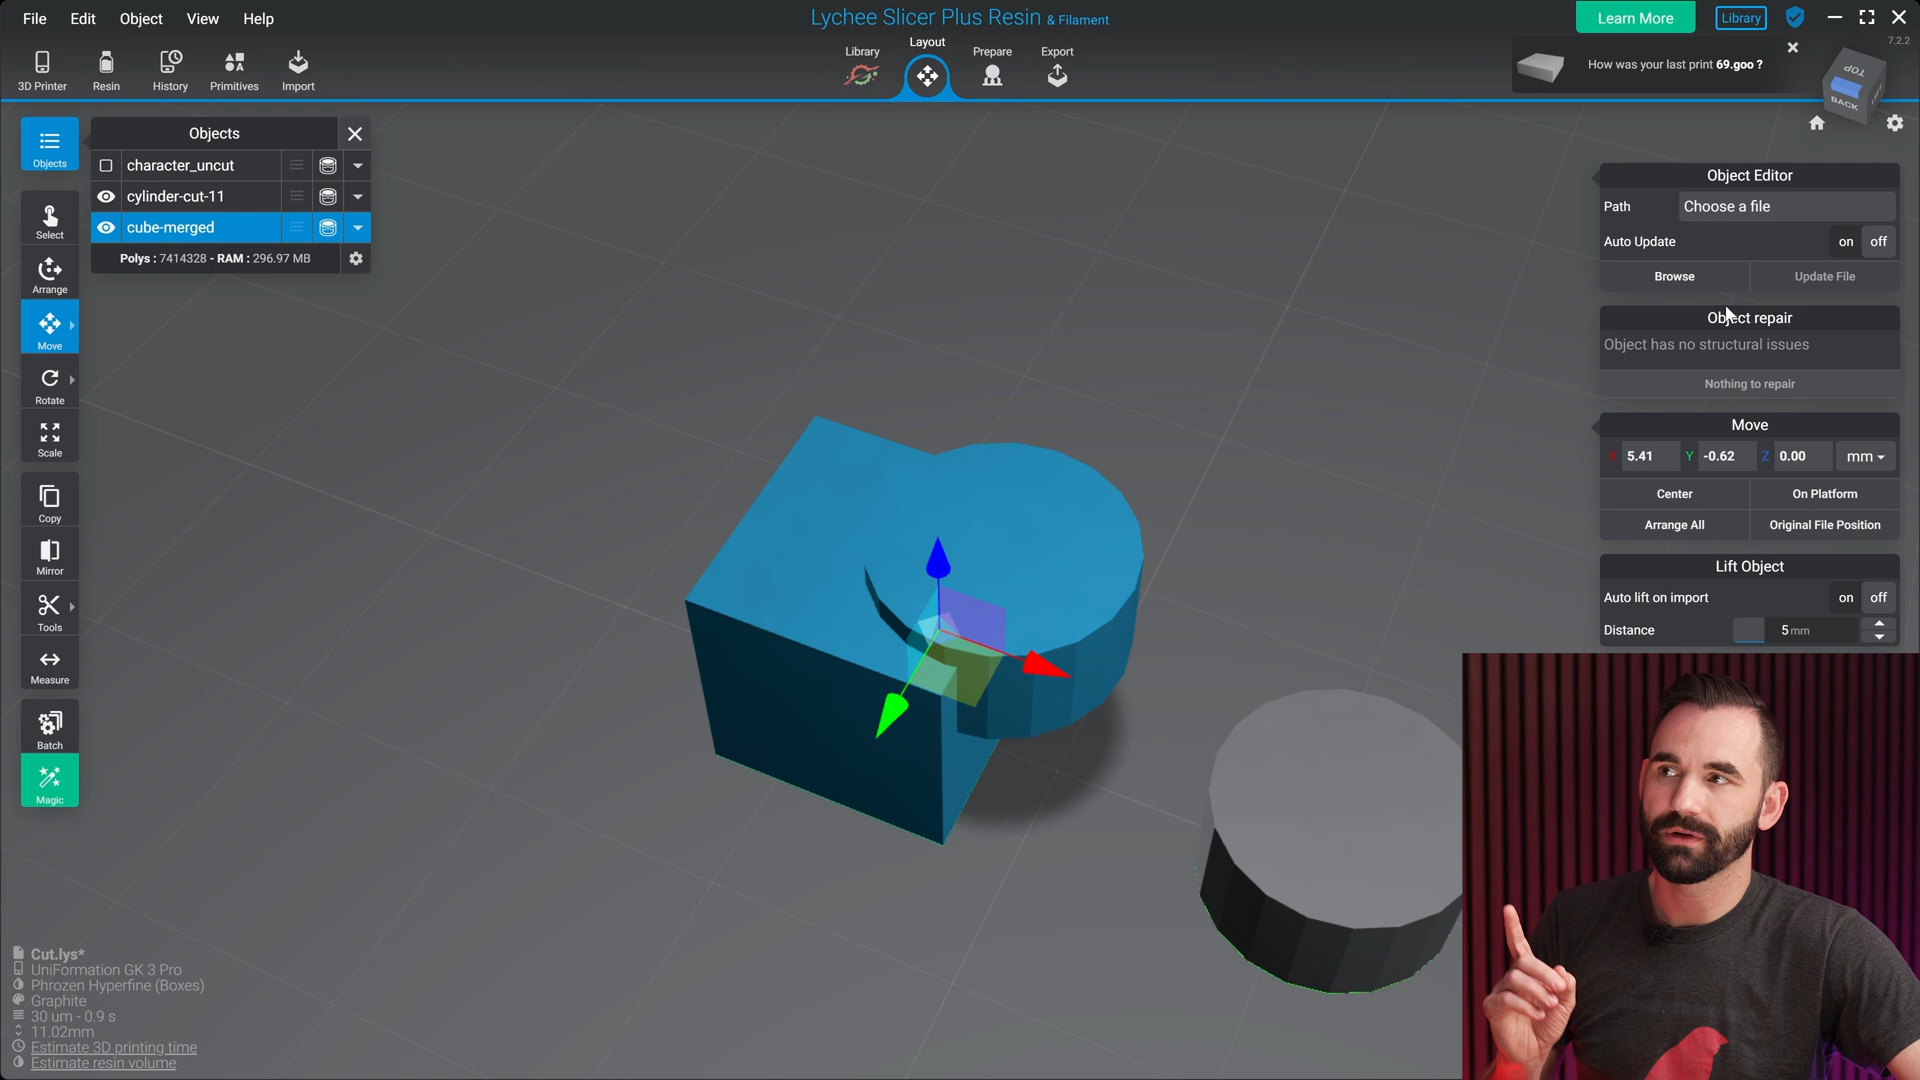 File Edit Object View Help
Lychee Slicer Plus Resin & Filament
Learn More
Library
7.2.2
3D Printer
Resin
History
Primitives
Import
Library
Layout
Prepare
Export
How was your last print 69.goo ?
TOP
BACK
Objects
Select
Arrange
Move
Rotate
Scale
Copy
Mirror
Tools
Measure
Batch
Magic
Objects
character_uncut
cylinder-cut-11
cube-merged
Polys : 7414328 - RAM : 296.97 MB
Object Editor
Path Choose a file
Auto Update on off
Browse Update File
Object repair
Object has no structural issues
Nothing to repair
Move
X 5.41 Y -0.62 Z 0.00 mm
Center On Platform
Arrange All Original File Position
Lift Object
Auto lift on import on off
Distance 5 mm
Cut.lys*
UniFormation GK 3 Pro
Phrozen Hyperfine (Boxes)
Graphite
30 um - 0.9 s
11.02mm
Estimate 3D printing time
Estimate resin volume